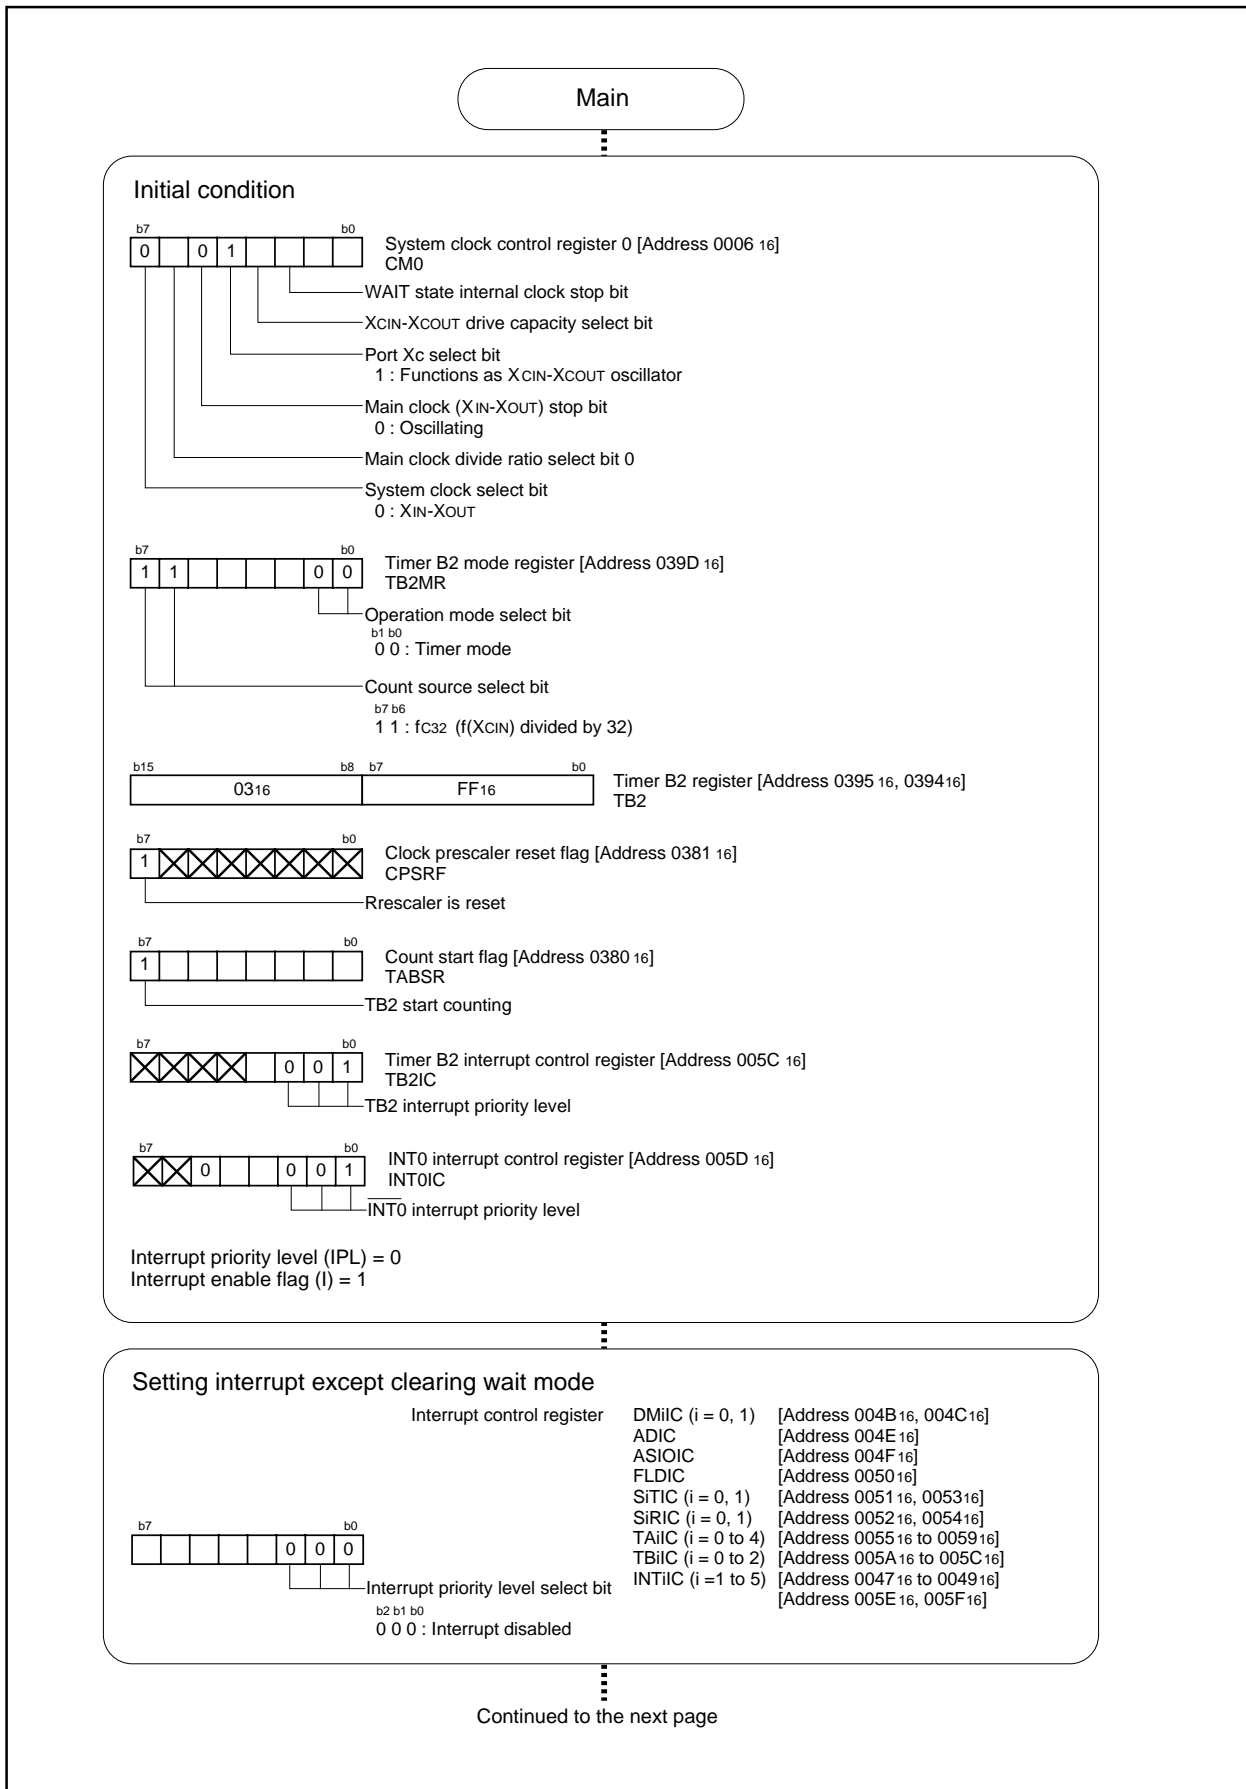 Main
Initial condition
b7 b0
0 0 1 System clock control register 0 [Address 0006 16]
CM0
WAIT state internal clock stop bit
XCIN-XCOUT drive capacity select bit
Port Xc select bit
1 : Functions as XCIN-XCOUT oscillator
Main clock (XIN-XOUT) stop bit
0 : Oscillating
Main clock divide ratio select bit 0
System clock select bit
0 : XIN-XOUT
b7 b0
1 1 0 0 Timer B2 mode register [Address 039D 16]
TB2MR
Operation mode select bit
b1 b0
0 0 : Timer mode
Count source select bit
b7 b6
1 1 : fC32 (f(XCIN) divided by 32)
b15 b8 b7 b0
0316 FF16 Timer B2 register [Address 0395 16, 039416]
TB2
b7 b0
1 Clock prescaler reset flag [Address 0381 16]
CPSRF
Rrescaler is reset
b7 b0
1 Count start flag [Address 0380 16]
TABSR
TB2 start counting
b7 b0
0 0 1 Timer B2 interrupt control register [Address 005C 16]
TB2IC
TB2 interrupt priority level
b7 b0
0 0 0 1 INT0 interrupt control register [Address 005D 16]
INT0IC
INT0 interrupt priority level
Interrupt priority level (IPL) = 0
Interrupt enable flag (I) = 1
Setting interrupt except clearing wait mode
Interrupt control register DMiIC (i = 0, 1) [Address 004B16, 004C16]
ADIC [Address 004E16]
ASIOIC [Address 004F16]
FLDIC [Address 005016]
SiTIC (i = 0, 1) [Address 005116, 005316]
SiRIC (i = 0, 1) [Address 005216, 005416]
TAiIC (i = 0 to 4) [Address 005516 to 005916]
TBiIC (i = 0 to 2) [Address 005A16 to 005C16]
INTiIC (i =1 to 5) [Address 004716 to 004916]
[Address 005E16, 005F16]
b7 b0
0 0 0
Interrupt priority level select bit
b2 b1 b0
0 0 0 : Interrupt disabled
Continued to the next page